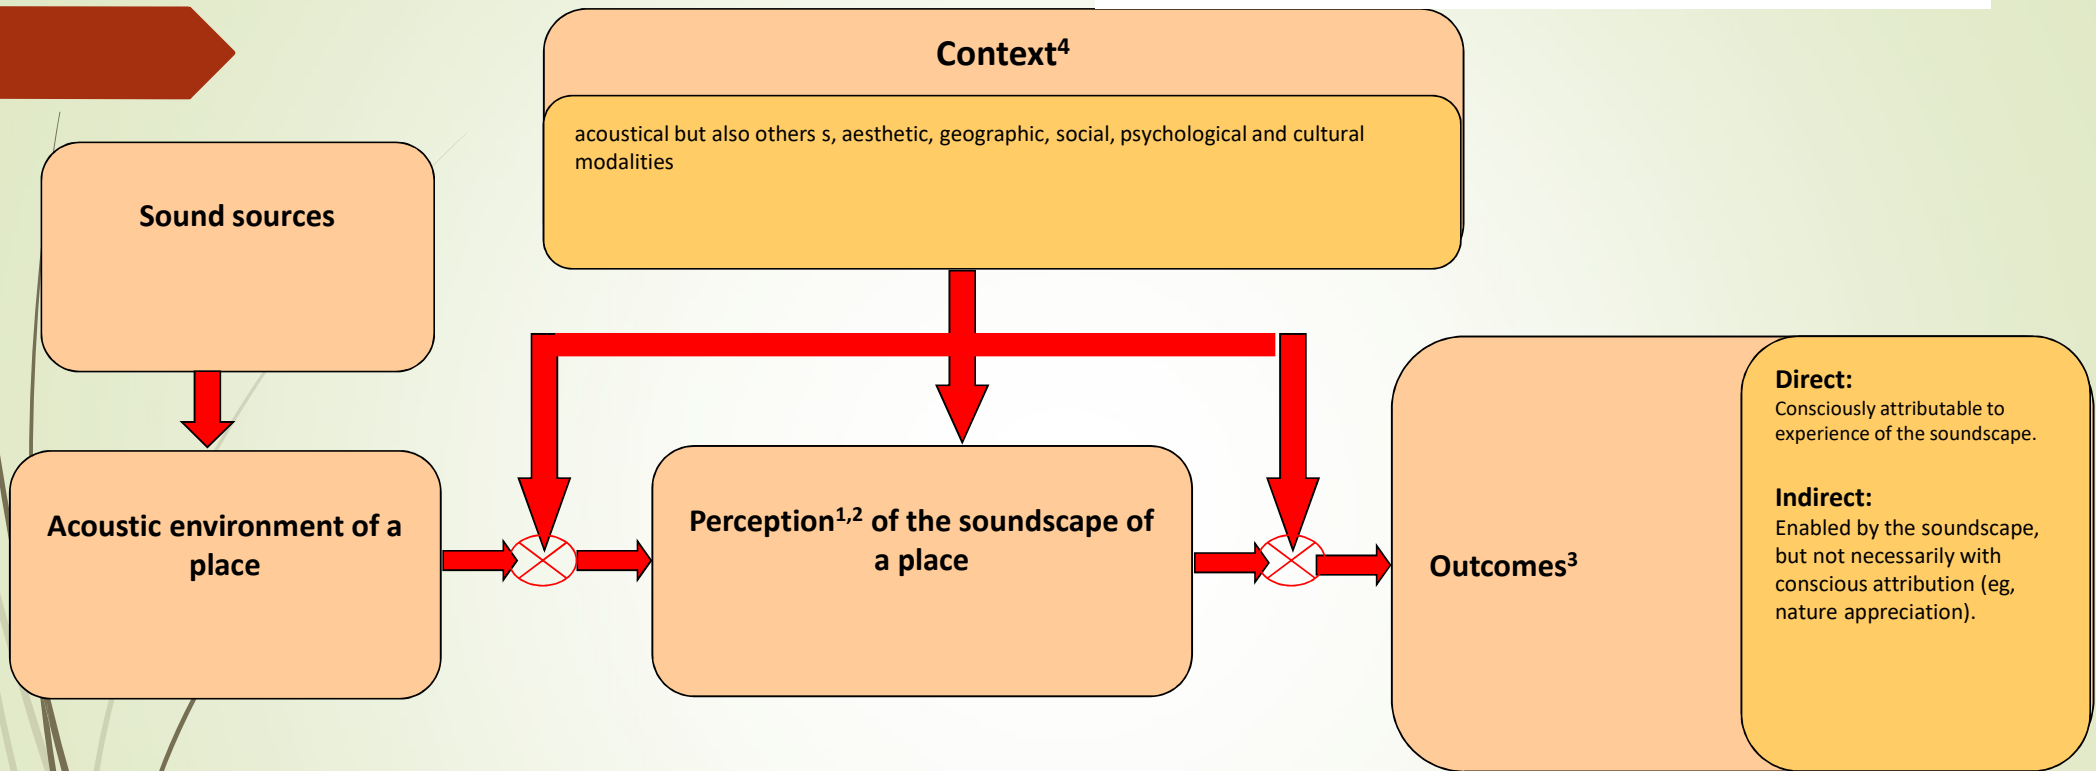 Context⁴
acoustical but also others s, aesthetic, geographic, social, psychological and cultural
modalities
Sound sources
Acoustic environment of a
place
Perception¹,² of the soundscape of
a place
Outcomes³
Direct:
Consciously attributable to
experience of the soundscape.
Indirect:
Enabled by the soundscape,
but not necessarily with
conscious attribution (eg,
nature appreciation).